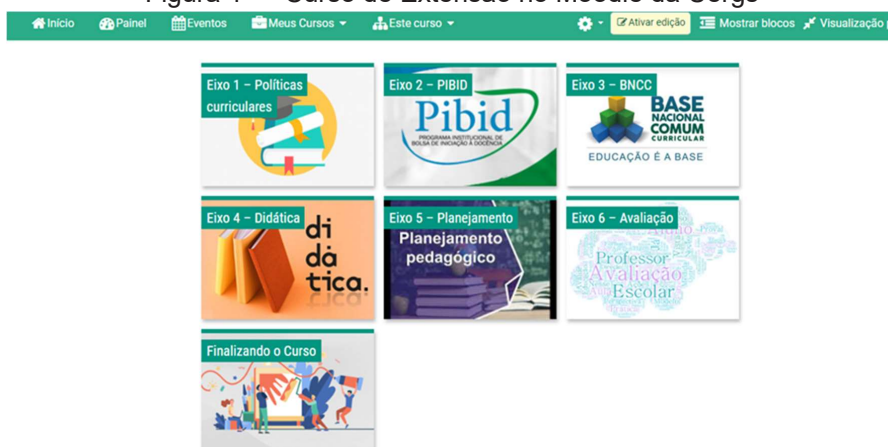 Figura 1 – Curso de Extensão no Moodle da Uergs
Início Painel Eventos Meus Cursos Este curso Ativar edição Mostrar blocos Visualização
Eixo 1 – Políticas
curriculares
Eixo 2 – PIBID
Pibid
PROGRAMA INSTITUCIONAL DE
BOLSA DE INICIAÇÃO À DOCÊNCIA
Eixo 3 – BNCC
BASE
NACIONAL
COMUM
CURRICULAR
EDUCAÇÃO É A BASE
Eixo 4 – Didática
di
dá
tica.
Eixo 5 – Planejamento
Planejamento
pedagógico
Eixo 6 – Avaliação
Professor
Avaliação
Escolar
Finalizando o Curso